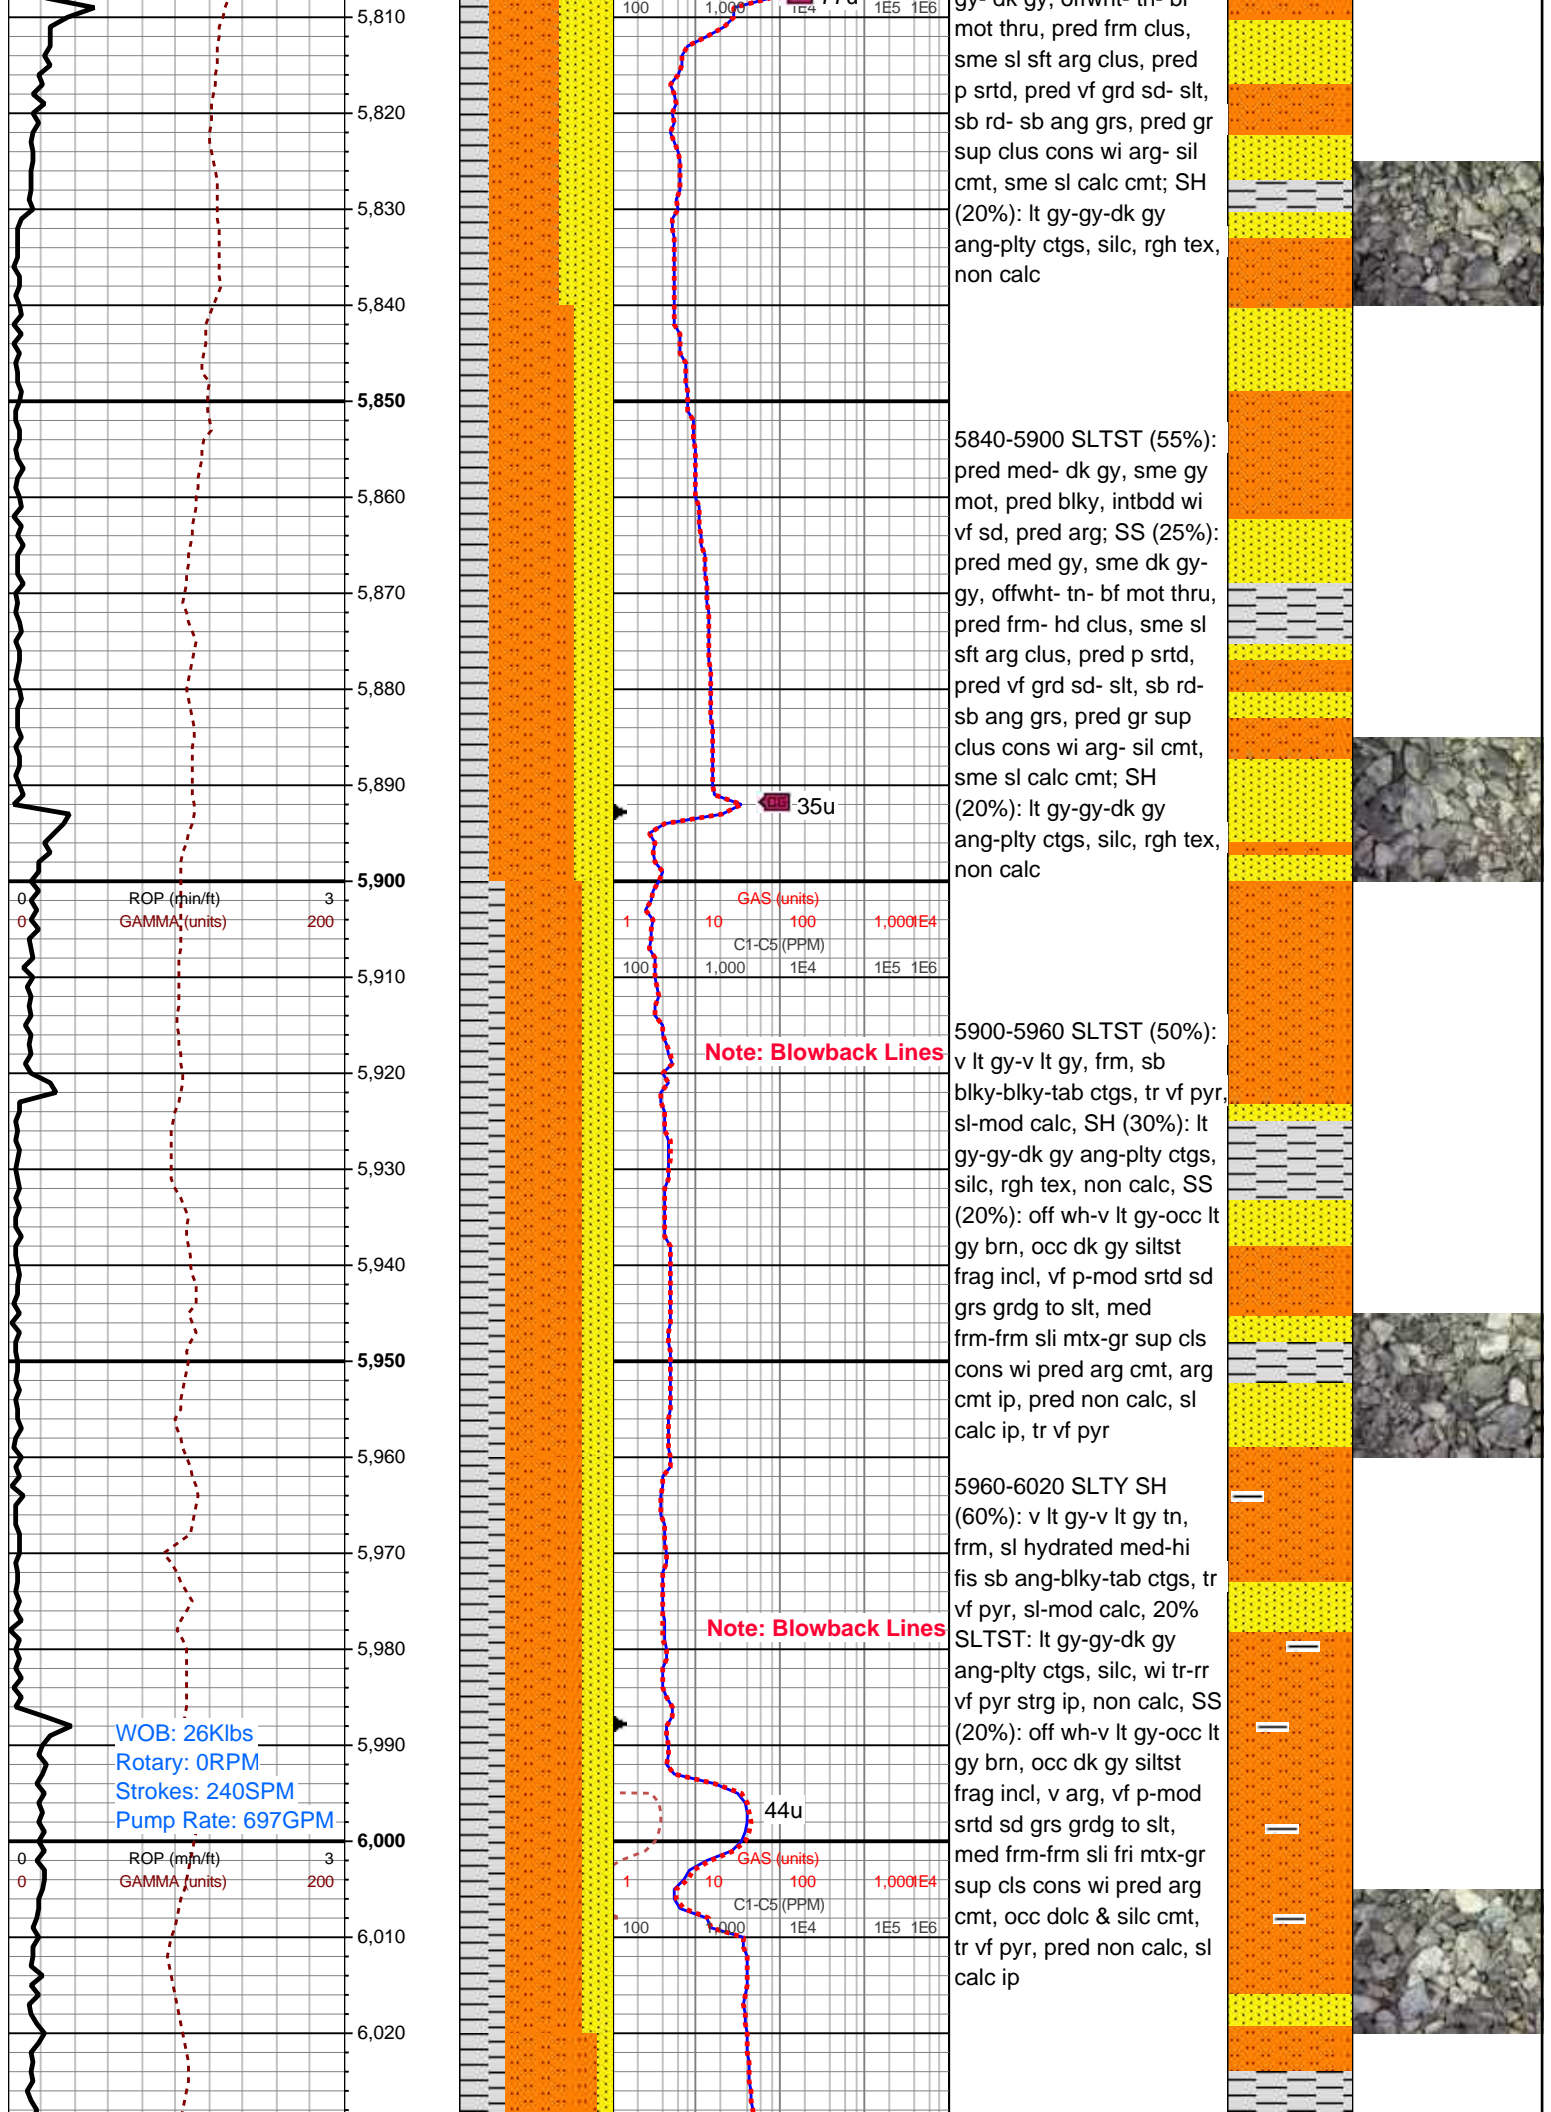 5,810
5,820
5,830
5,840
5,850
5,860
5,870
5,880
5,890
5,900
5,910
5,920
5,930
5,940
5,950
5,960
5,970
5,980
5,990
6,000
6,010
6,020
0 ROP (min/ft) 3
0 GAMMA (units) 200
WOB: 26Klbs
Rotary: 0RPM
Strokes: 240SPM
Pump Rate: 697GPM
0 ROP (min/ft) 3
0 GAMMA (units) 200
100 1,000 1E4 1E5 1E6
77u
DG 35u
GAS (units)
1 10 100 1,000 1E4
C1-C5 (PPM)
100 1,000 1E4 1E5 1E6
Note: Blowback Lines
Note: Blowback Lines
44u
GAS (units)
1 10 100 1,000 1E4
C1-C5 (PPM)
100 1,000 1E4 1E5 1E6
gy- dk gy, offwht- tn- bf
mot thru, pred frm clus,
sme sl sft arg clus, pred
p srtd, pred vf grd sd- slt,
sb rd- sb ang grs, pred gr
sup clus cons wi arg- sil
cmt, sme sl calc cmt; SH
(20%): lt gy-gy-dk gy
ang-plty ctgs, silc, rgh tex,
non calc
5840-5900 SLTST (55%):
pred med- dk gy, sme gy
mot, pred blky, intbdd wi
vf sd, pred arg; SS (25%):
pred med gy, sme dk gy-
gy, offwht- tn- bf mot thru,
pred frm- hd clus, sme sl
sft arg clus, pred p srtd,
pred vf grd sd- slt, sb rd-
sb ang grs, pred gr sup
clus cons wi arg- sil cmt,
sme sl calc cmt; SH
(20%): lt gy-gy-dk gy
ang-plty ctgs, silc, rgh tex,
non calc
5900-5960 SLTST (50%):
v lt gy-v lt gy, frm, sb
blky-blky-tab ctgs, tr vf pyr,
sl-mod calc, SH (30%): lt
gy-gy-dk gy ang-plty ctgs,
silc, rgh tex, non calc, SS
(20%): off wh-v lt gy-occ lt
gy brn, occ dk gy siltst
frag incl, vf p-mod srtd sd
grs grdg to slt, med
frm-frm sli mtx-gr sup cls
cons wi pred arg cmt, arg
cmt ip, pred non calc, sl
calc ip, tr vf pyr
5960-6020 SLTY SH
(60%): v lt gy-v lt gy tn,
frm, sl hydrated med-hi
fis sb ang-blky-tab ctgs, tr
vf pyr, sl-mod calc, 20%
SLTST: lt gy-gy-dk gy
ang-plty ctgs, silc, wi tr-rr
vf pyr strg ip, non calc, SS
(20%): off wh-v lt gy-occ lt
gy brn, occ dk gy siltst
frag incl, v arg, vf p-mod
srtd sd grs grdg to slt,
med frm-frm sli fri mtx-gr
sup cls cons wi pred arg
cmt, occ dolc & silc cmt,
tr vf pyr, pred non calc, sl
calc ip